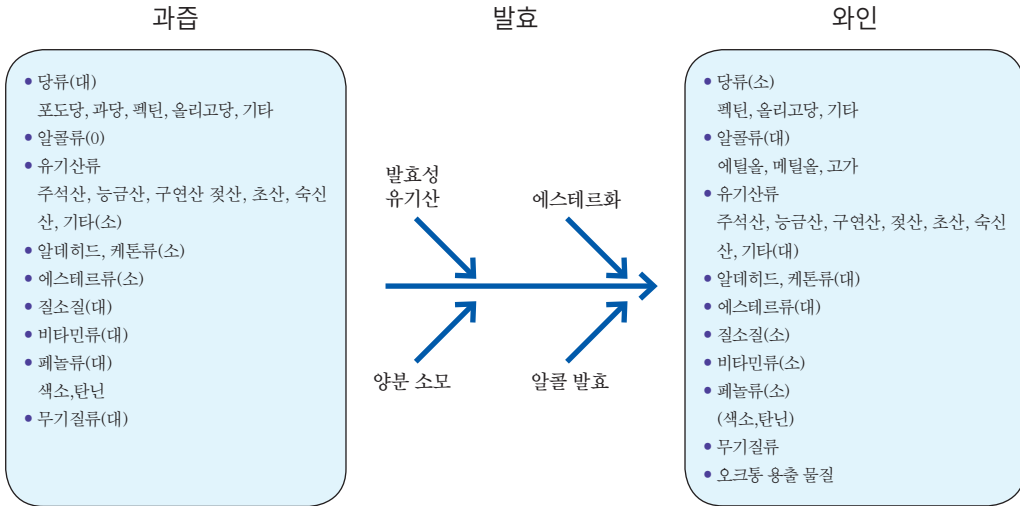 과즙
발효
와인
• 당류(대)
포도당, 과당, 펙틴, 올리고당, 기타
• 알콜류(0)
• 유기산류
주석산, 능금산, 구연산 젖산, 초산, 숙신
산, 기타(소)
• 알데히드, 케톤류(소)
• 에스테르류(소)
• 질소질(대)
• 비타민류(대)
• 페놀류(대)
색소,탄닌
• 무기질류(대)
발효성
유기산
에스테르화
양분 소모
알콜 발효
• 당류(소)
펙틴, 올리고당, 기타
• 알콜류(대)
에틸올, 메틸올, 고가
• 유기산류
주석산, 능금산, 구연산, 젖산, 초산, 숙신
산, 기타(대)
• 알데히드, 케톤류(대)
• 에스테르류(대)
• 질소질(소)
• 비타민류(소)
• 페놀류(소)
(색소,탄닌)
• 무기질류
• 오크통 용출 물질